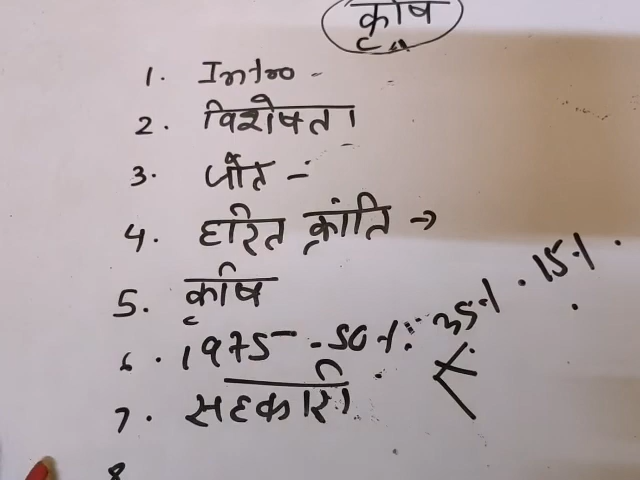 कृषि
1. Intro -
2. विशेषता
3. जोत -
4. हरित क्रांति →
5. कृषि
6. 1975 - 50%: 35% . 15% .
7. सहकारी
8